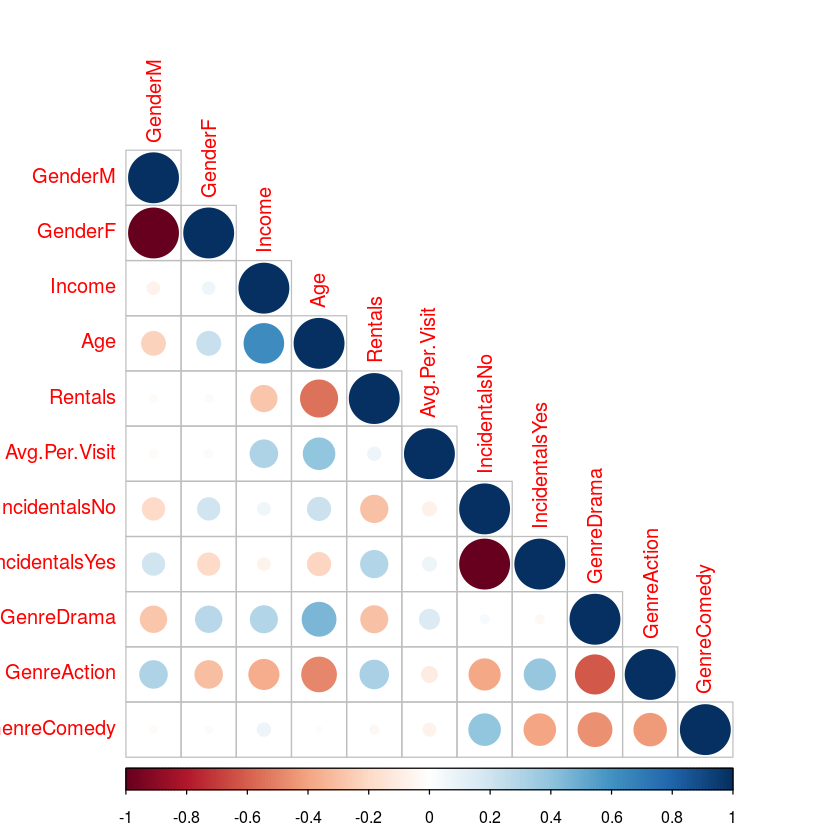 GenderM
GenderF
Income
Age
Rentals
Avg.Per.Visit
IncidentalsNo
IncidentalsYes
GenreDrama
GenreAction
GenreComedy
GenderM
GenderF
Income
Age
Rentals
Avg.Per.Visit
ncidentalsNo
ncidentalsYes
GenreDrama
GenreAction
enreComedy
-1 -0.8 -0.6 -0.4 -0.2 0 0.2 0.4 0.6 0.8 1